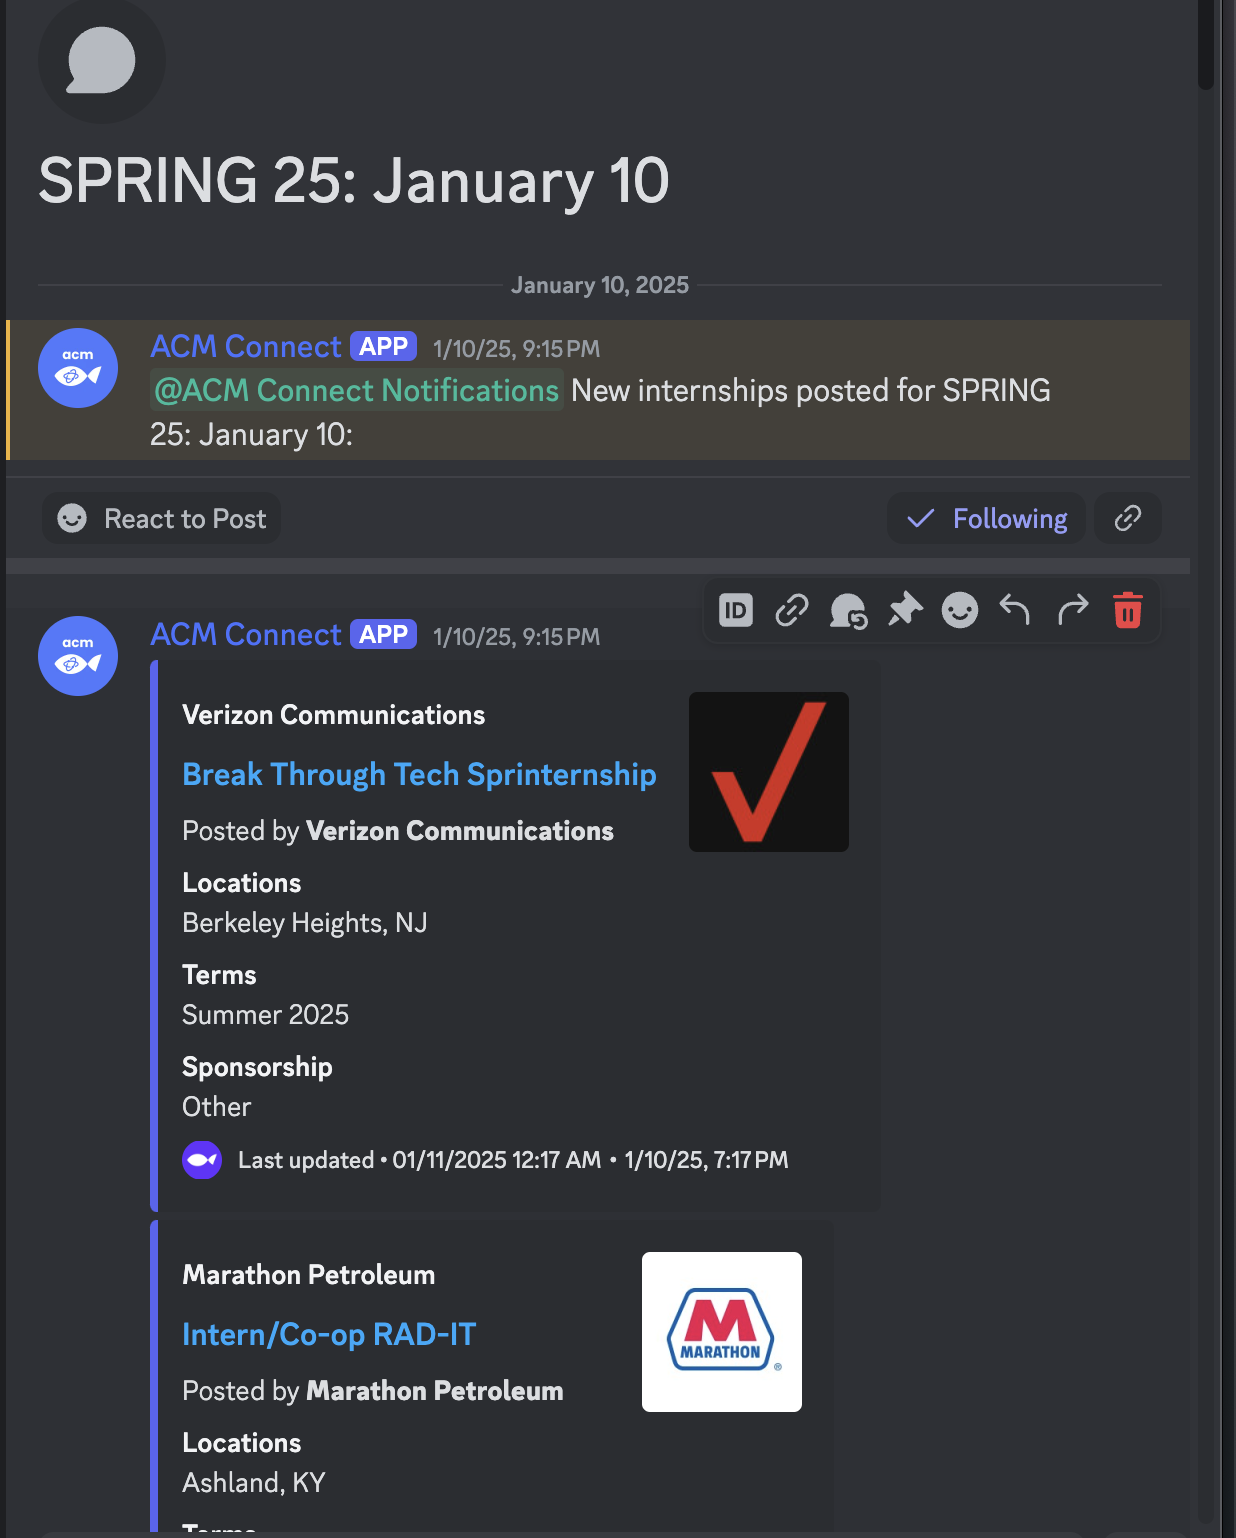 SPRING 25: January 10
January 10, 2025
acm
ACM Connect APP 1/10/25, 9:15 PM
@ACM Connect Notifications New internships posted for SPRING
25: January 10:
React to Post
Following
ID
acm
ACM Connect APP 1/10/25, 9:15 PM
Verizon Communications
Break Through Tech Sprinternship
Posted by Verizon Communications
Locations
Berkeley Heights, NJ
Terms
Summer 2025
Sponsorship
Other
Last updated • 01/11/2025 12:17 AM • 1/10/25, 7:17 PM
Marathon Petroleum
Intern/Co-op RAD-IT
M
MARATHON
®
Posted by Marathon Petroleum
Locations
Ashland, KY
Terms